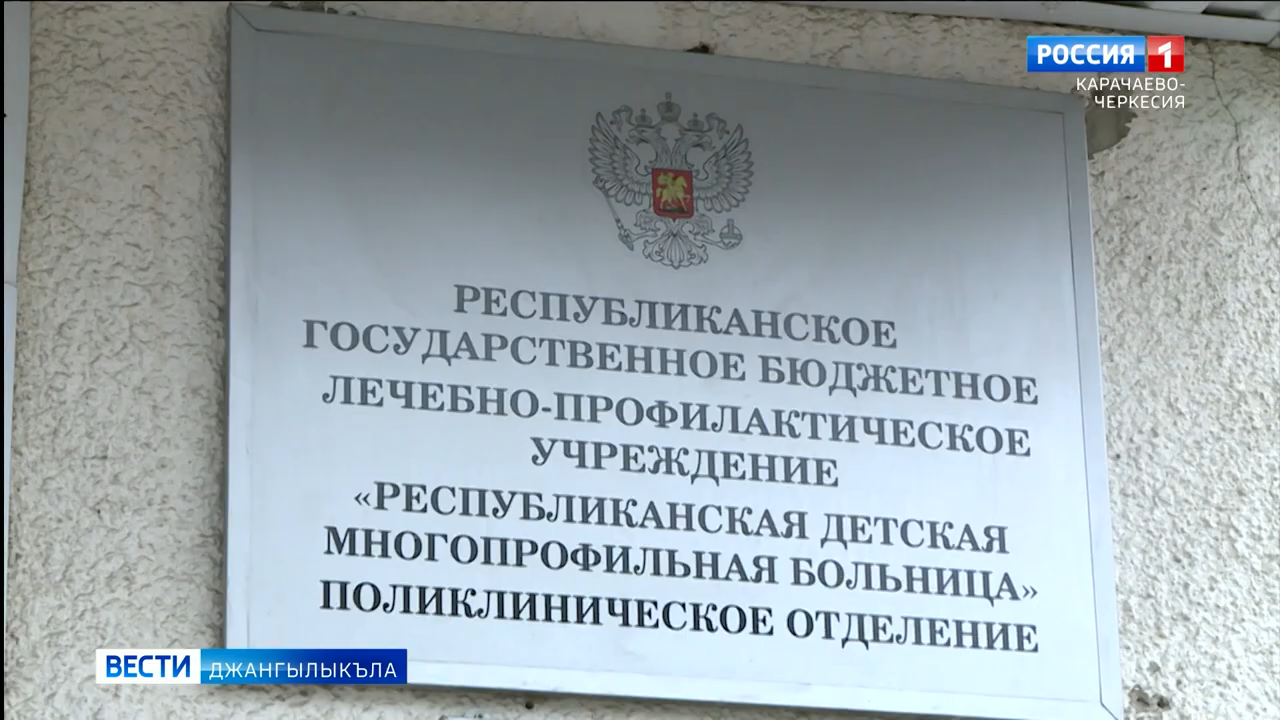 РОССИЯ 1
КАРАЧАЕВО-
ЧЕРКЕСИЯ
РЕСПУБЛИКАНСКОЕ
ГОСУДАРСТВЕННОЕ БЮДЖЕТНОЕ
ЛЕЧЕБНО-ПРОФИЛАКТИЧЕСКОЕ
УЧРЕЖДЕНИЕ
«РЕСПУБЛИКАНСКАЯ ДЕТСКАЯ
МНОГОПРОФИЛЬНАЯ БОЛЬНИЦА»
ПОЛИКЛИНИЧЕСКОЕ ОТДЕЛЕНИЕ
ВЕСТИ ДЖАНГЫЛЫКЪЛА